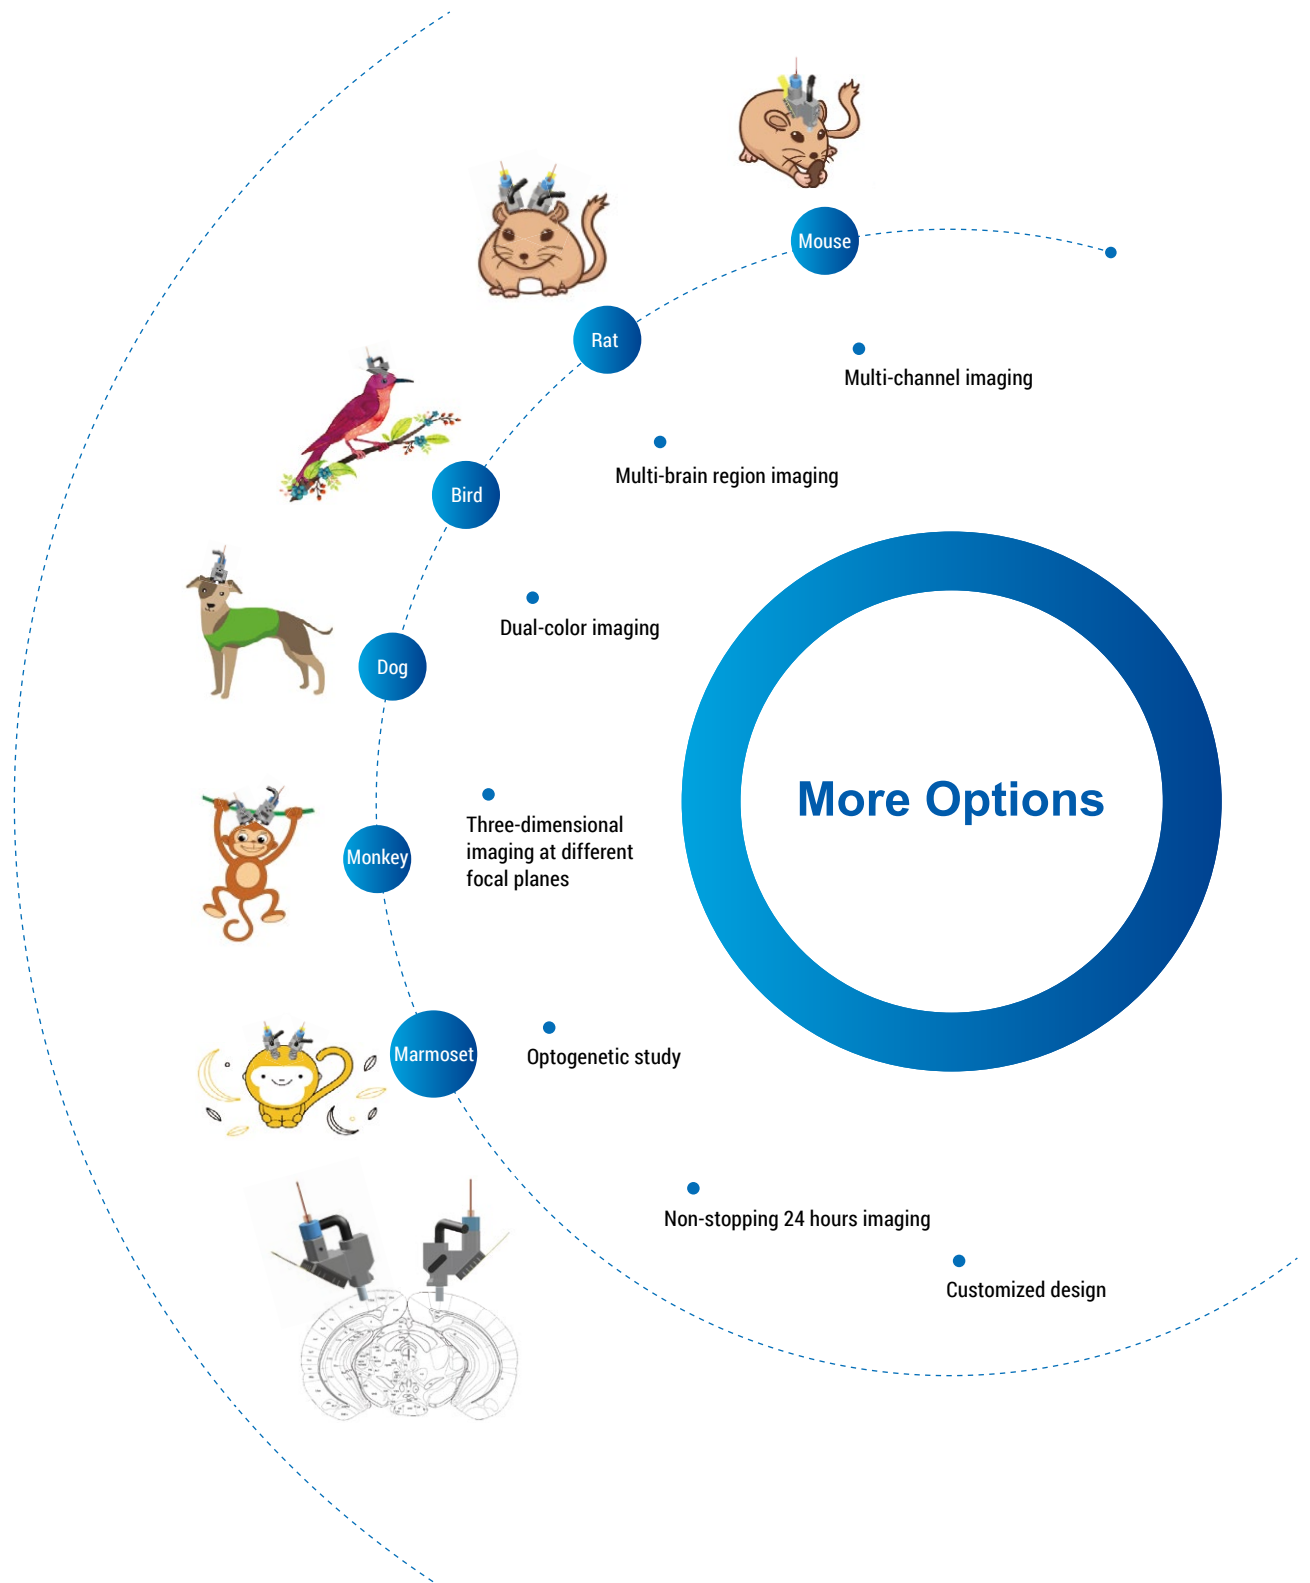 Mouse
Rat
Multi-channel imaging
Multi-brain region imaging
Bird
Dual-color imaging
Dog
More Options
Three-dimensional
imaging at different
focal planes
Monkey
Marmoset
Optogenetic study
Non-stopping 24 hours imaging
Customized design